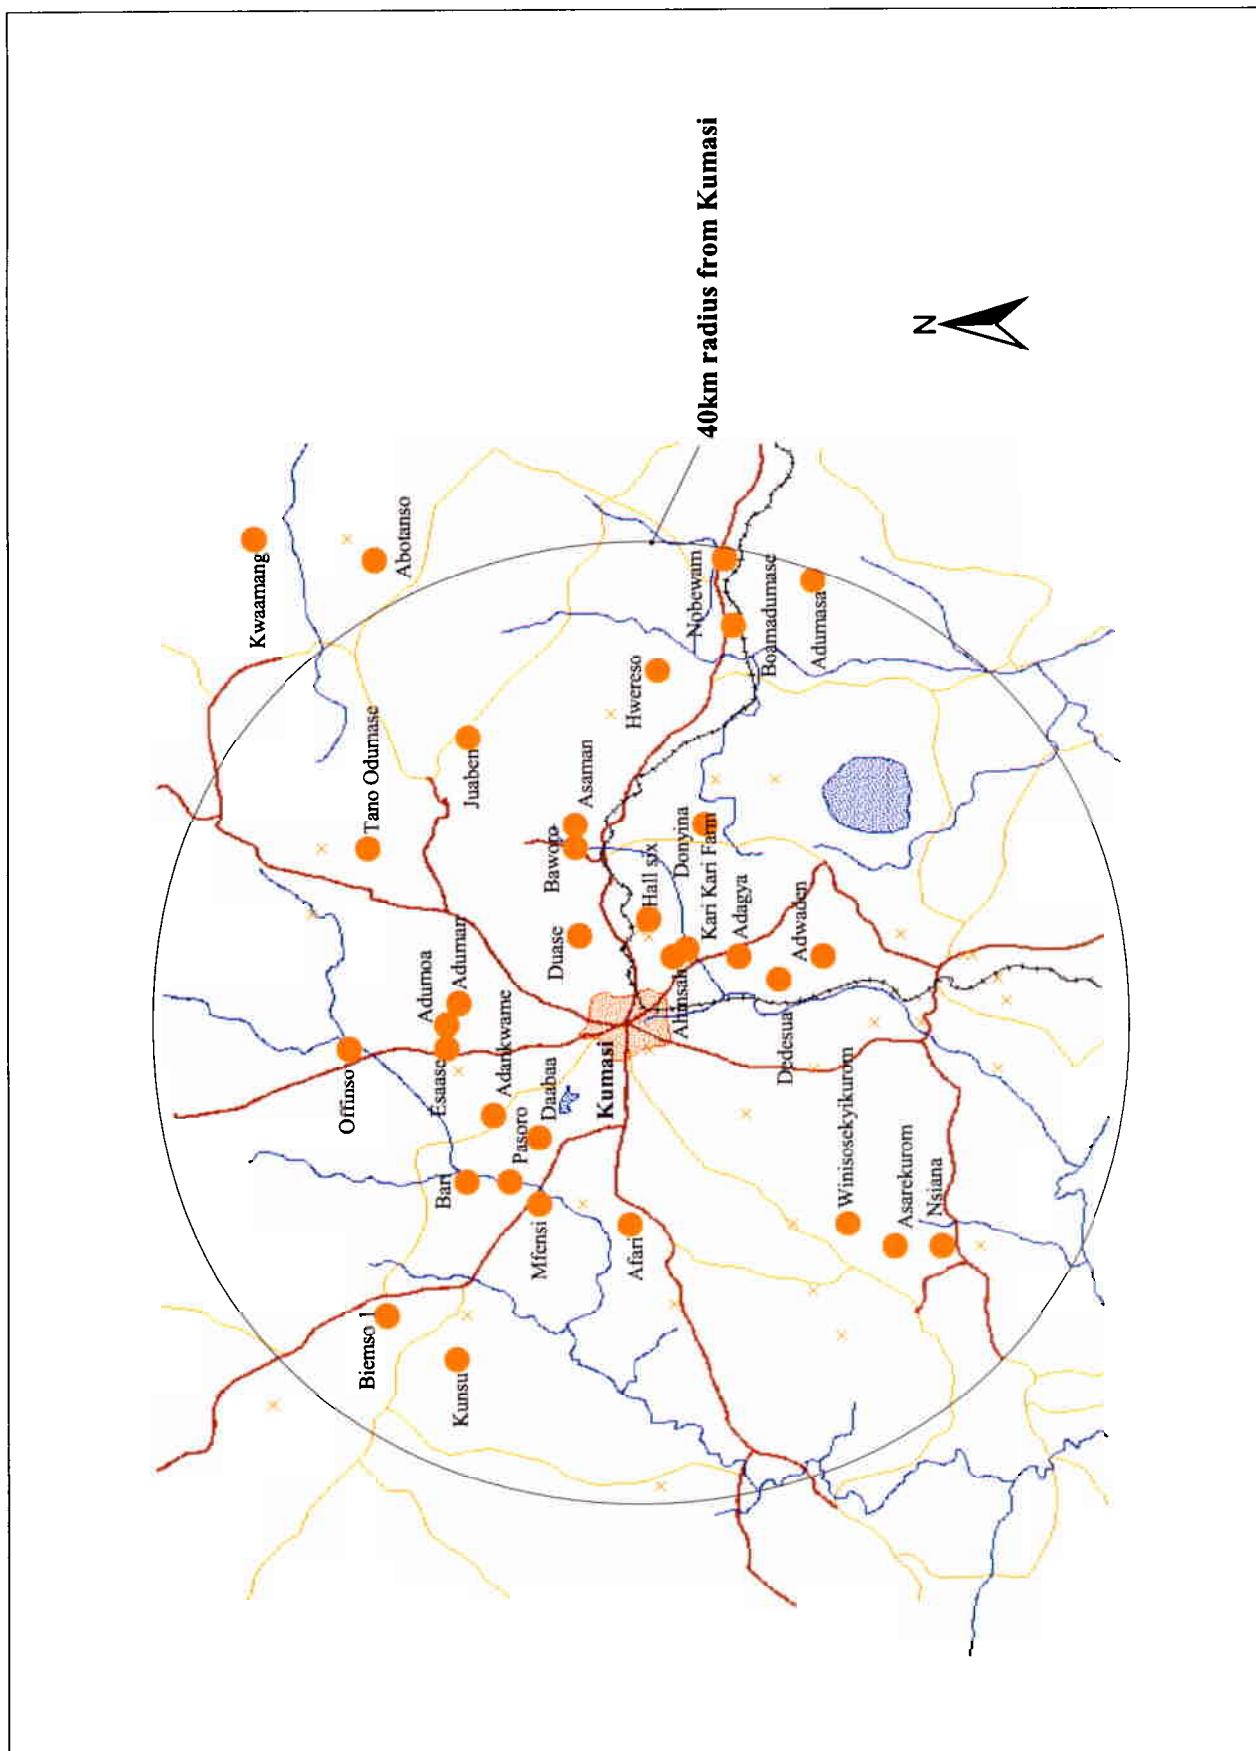 Kwaamang
Abotanso
Tano Odumase
Juaben
Offinso
Adumoa
Aduman
Esaase
Adankwame
Bari
Pasoro
Daabaa
Mfensi
Biemso 1
Kunsu
Afari
Kumasi
Duase
Baworo
Asaman
Hwereso
Nobewam
Boamadumase
Adumasa
Hall six
Donyina
Kari Kari Farm
Ahinsan
Adagya
Adwaden
Dedesua
Winisosekyikurom
Asarekurom
Nsiana
40km radius from Kumasi
N